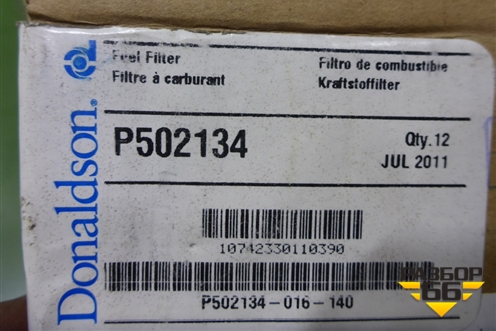 Donaldson.
Fuel Filter
Filtre à carburant
Filtro de combustible
Kraftstoffilter
P502134
Qty. 12
JUL 2011
10742330110390
P502134-016-140
РАЗБОР
66